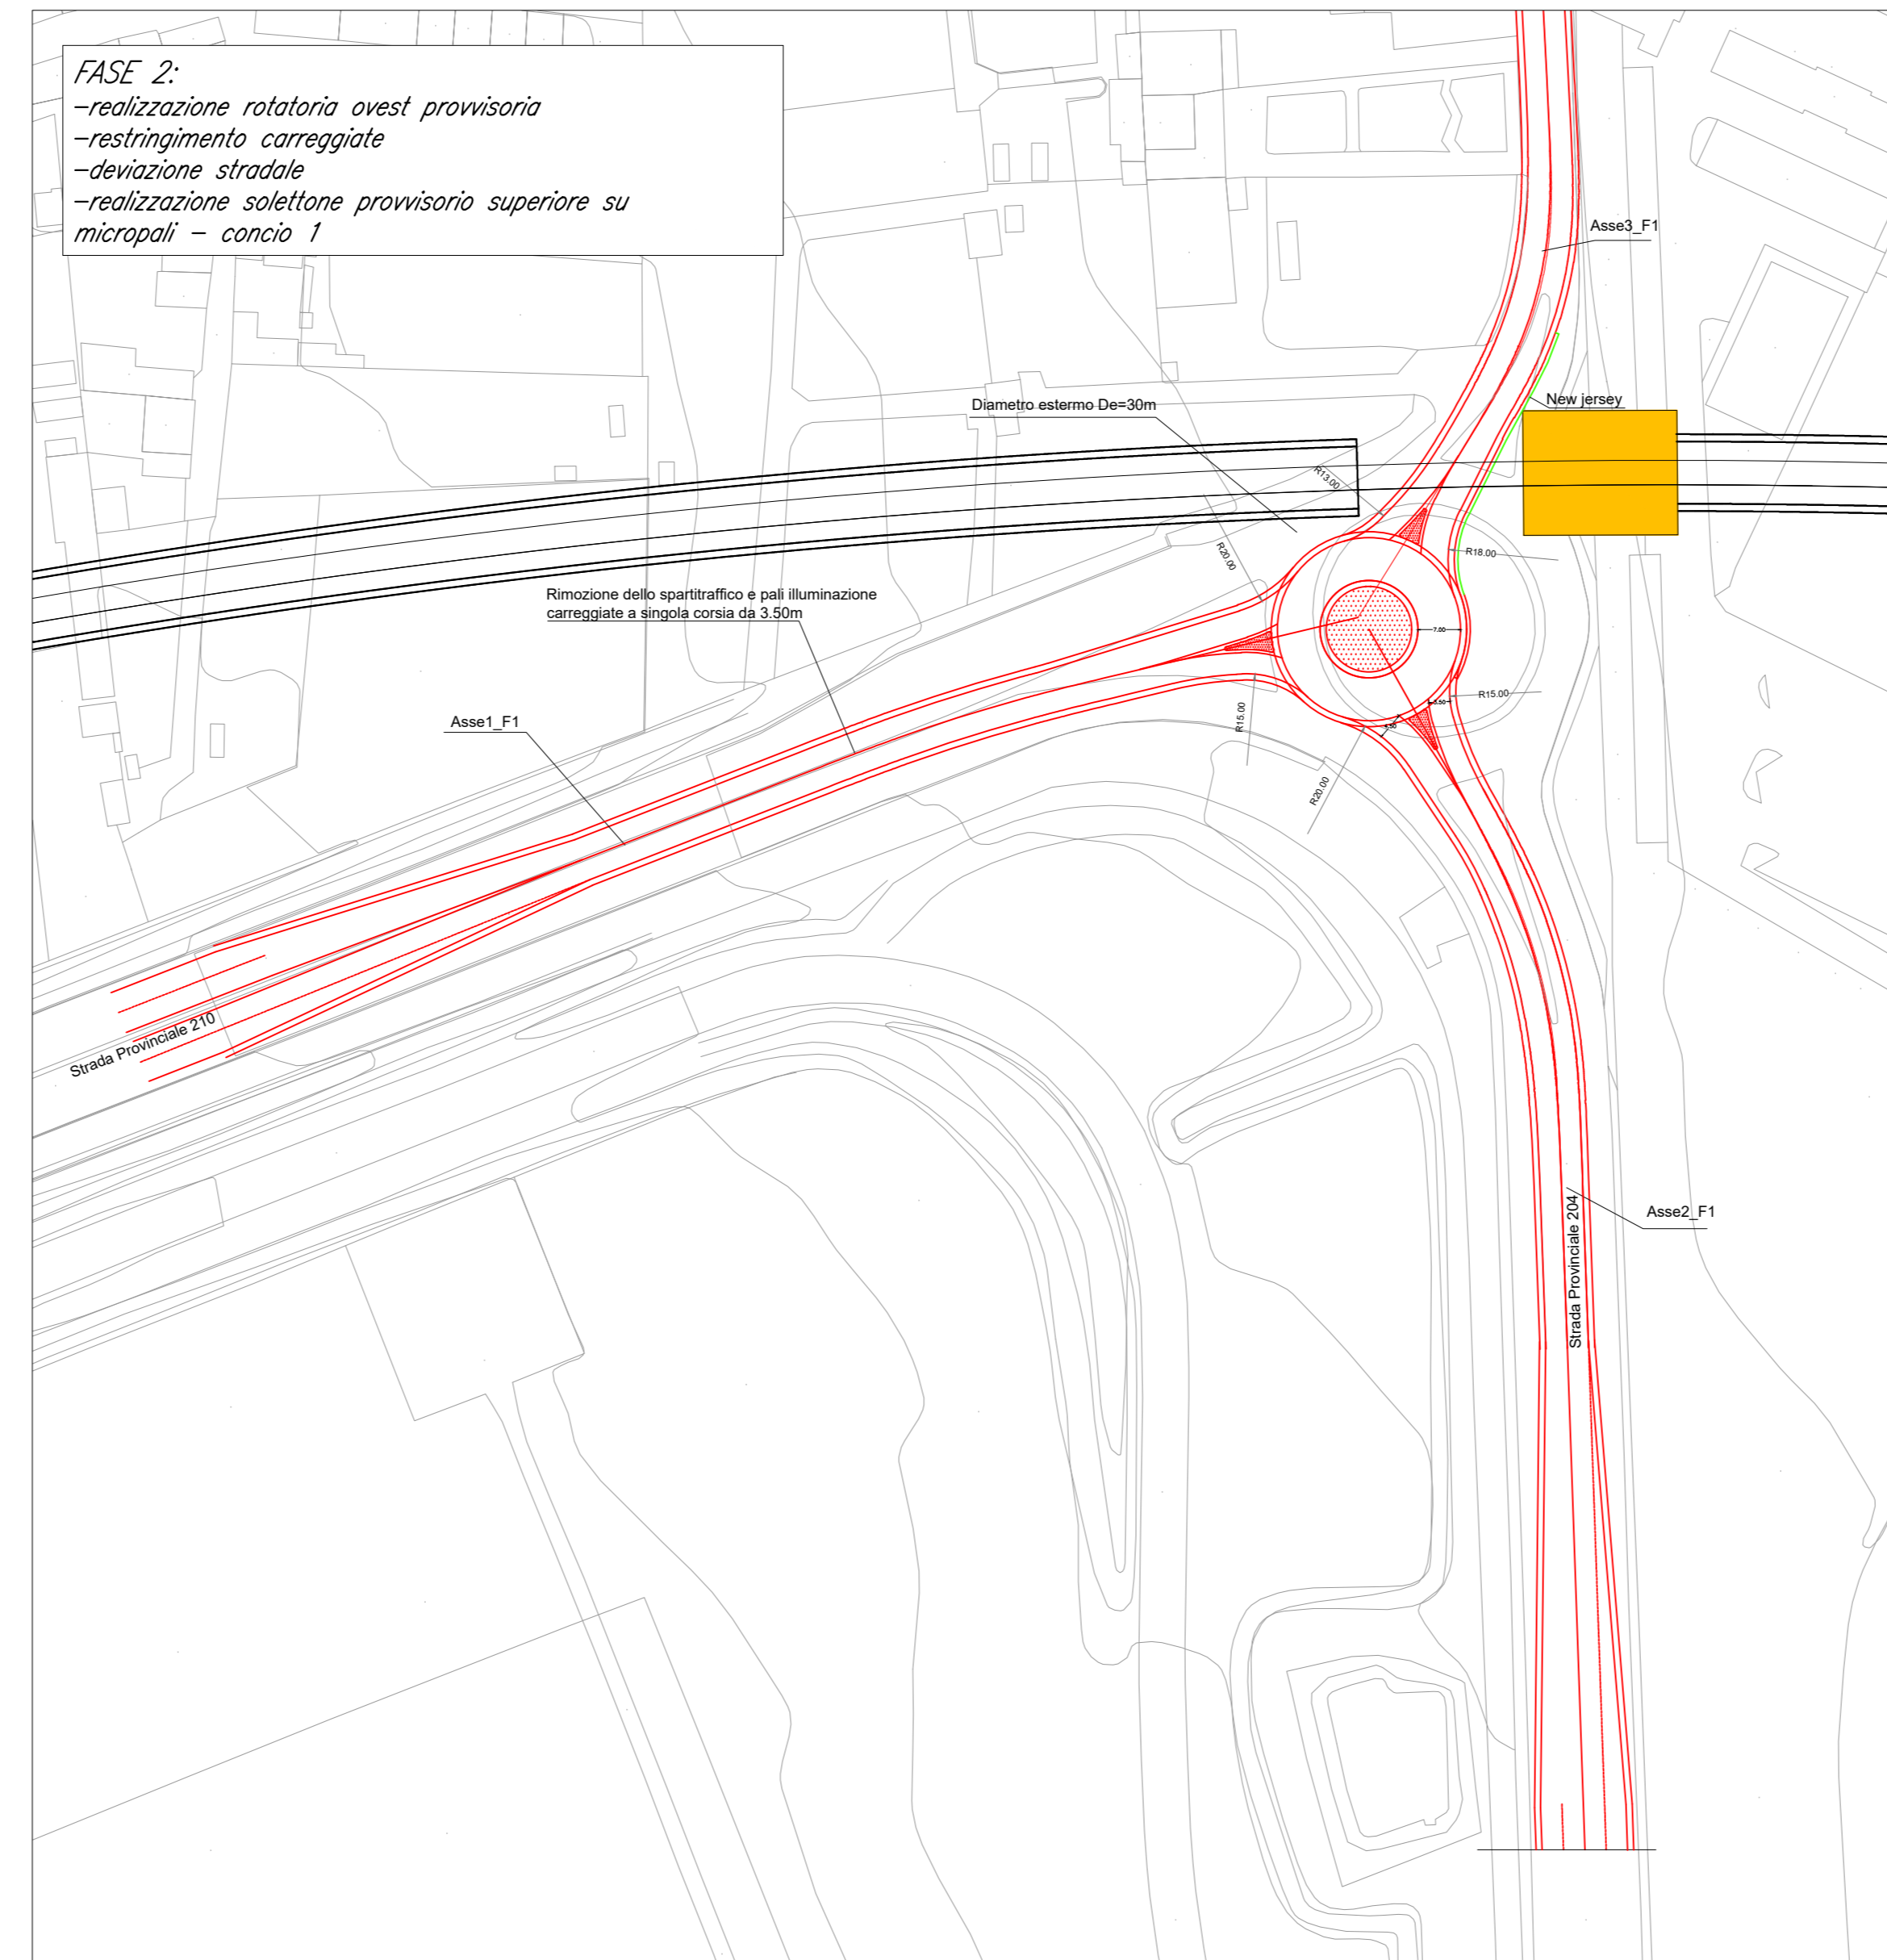 FASE 2:
-realizzazione rotatoria ovest provvisoria
-restringimento carreggiate
-deviazione stradale
-realizzazione solettone provvisorio superiore su
micropali - concio 1
Asse3_F1
New jersey
Diametro estermo De=30m
R13.00
R20.00
R18.00
Rimozione dello spartitraffico e pali illuminazione
carreggiate a singola corsia da 3.50m
7.00
R15.00
3.50
R15.00
Asse1_F1
R20.00
Strada Provinciale 210
Strada Provinciale 204
Asse2_F1